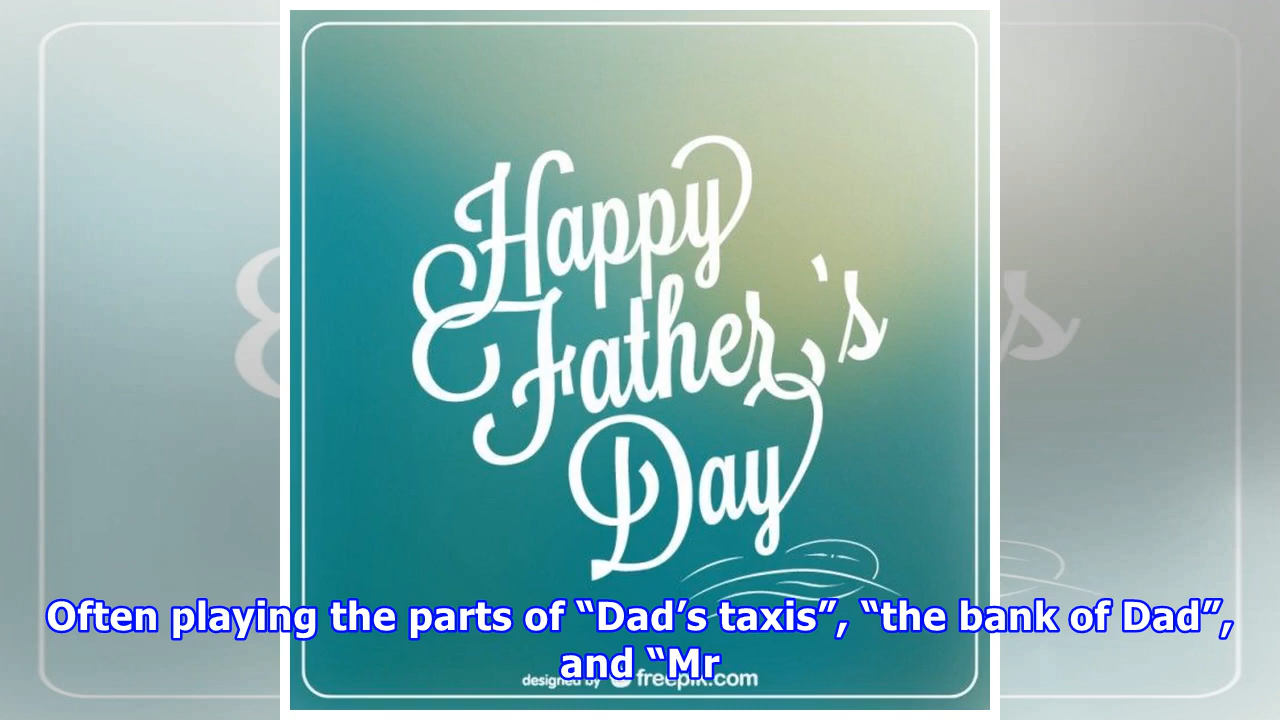 Happy
Father's
Day
Often playing the parts of “Dad’s taxis”, “the bank of Dad”,
and “Mr
designed by freepik.com